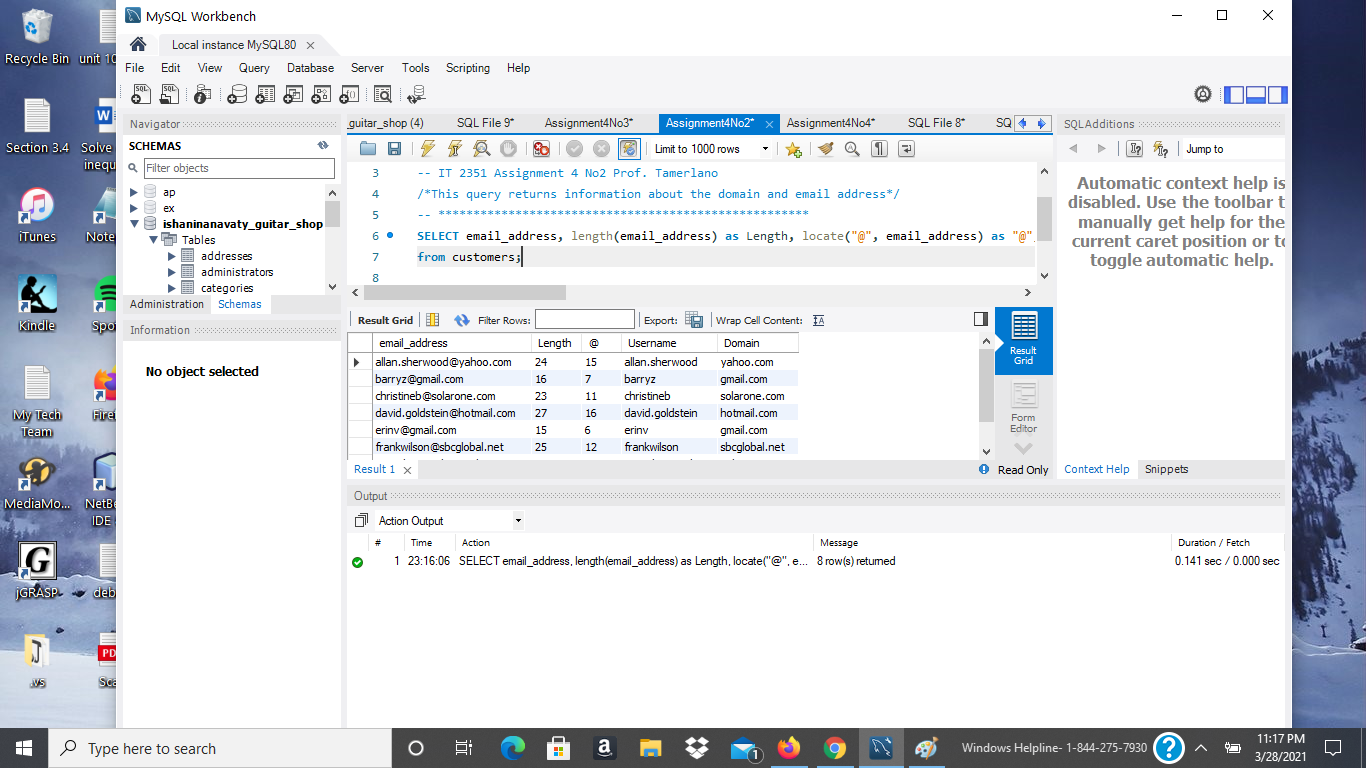 MySQL Workbench
Local instance MySQL80
File Edit View Query Database Server Tools Scripting Help
Navigator
SCHEMAS
Filter objects
ap
ex
ishaninanavaty_guitar_shop
Tables
addresses
administrators
categories
Administration Schemas
Information
No object selected
_guitar_shop (4) SQL File 9* Assignment4No3* Assignment4No2* Assignment4No4* SQL File 8* SQ
Limit to 1000 rows
3 -- IT 2351 Assignment 4 No2 Prof. Tamerlano
4 /*This query returns information about the domain and email address*/
5 -- *****************************************************
6 SELECT email_address, length(email_address) as Length, locate("@", email_address) as "@"
7 from customers;
8
Result Grid Filter Rows: Export: Wrap Cell Content:
email_address Length @ Username Domain
allan.sherwood@yahoo.com 24 15 allan.sherwood yahoo.com
barryz@gmail.com 16 7 barryz gmail.com
christineb@solarone.com 23 11 christineb solarone.com
david.goldstein@hotmail.com 27 16 david.goldstein hotmail.com
erinv@gmail.com 15 6 erinv gmail.com
frankwilson@sbcglobal.net 25 12 frankwilson sbcglobal.net
Result Grid
Form Editor
Result 1
Read Only
SQLAdditions
Jump to
Automatic context help is
disabled. Use the toolbar t
manually get help for the
current caret position or to
toggle automatic help.
Context Help Snippets
Output
Action Output
# Time Action Message Duration / Fetch
1 23:16:06 SELECT email_address, length(email_address) as Length, locate("@", e... 8 row(s) returned 0.141 sec / 0.000 sec
Recycle Bin
unit 10
Section 3.4
Solve
inequ
iTunes
Note
Kindle
Spot
My Tech
Team
Firef
MediaMo...
NetBe
IDE
jGRASP
deb
.vs
PD
Sca
Type here to search
Windows Helpline- 1-844-275-7930
11:17 PM
3/28/2021